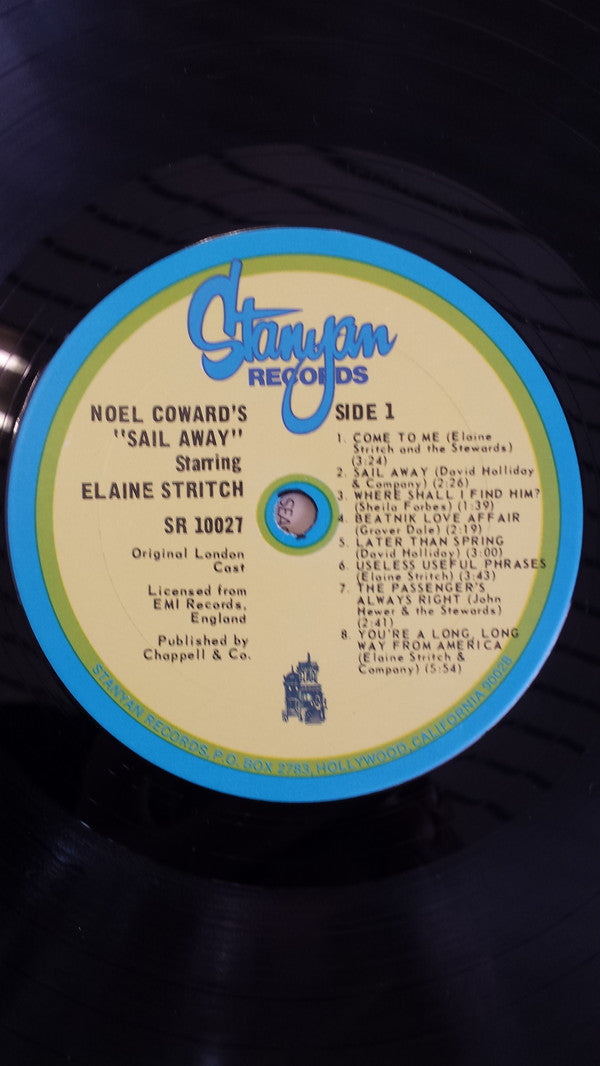 Stanyan
RECORDS
NOEL COWARD'S
"SAIL AWAY"
Starring
ELAINE STRITCH
SR 10027
Original London
Cast
Licensed from
EMI Records,
England
Published by
Chappell & Co.
SIDE 1
1. COME TO ME (Elaine
Stritch and the Stewards)
(3:24)
2. SAIL AWAY (David Holliday
& Company) (2:26)
3. WHERE SHALL I FIND HIM?
(Sheila Forbes) (1:39)
4. BEATNIK LOVE AFFAIR
(Grover Dale) (2:19)
5. LATER THAN SPRING
(David Holliday) (3:00)
6. USELESS USEFUL PHRASES
(Elaine Stritch) (3:43)
7. THE PASSENGER'S
ALWAYS RIGHT (John
Hewer & the Stewards)
(2:41)
8. YOU'RE A LONG, LONG
WAY FROM AMERICA
(Elaine Stritch &
Company) (5:54)
STANYAN RECORDS, P.O. BOX 2783, HOLLYWOOD, CALIFORNIA 90028